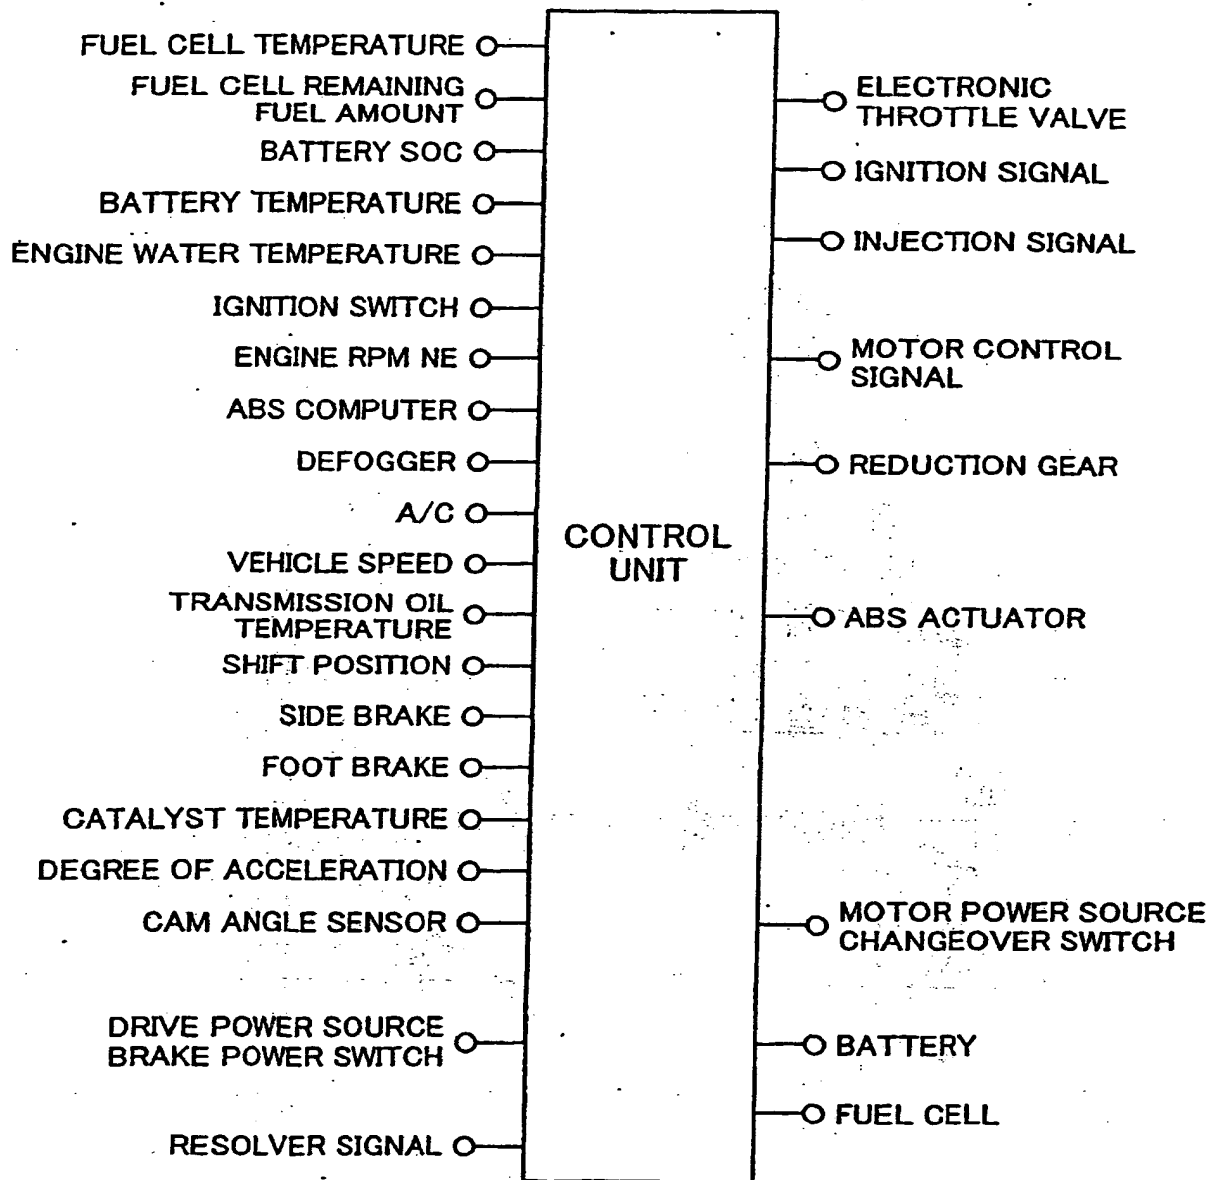 FUEL CELL TEMPERATURE
FUEL CELL REMAINING
FUEL AMOUNT
BATTERY SOC
BATTERY TEMPERATURE
ENGINE WATER TEMPERATURE
IGNITION SWITCH
ENGINE RPM NE
ABS COMPUTER
DEFOGGER
A/C
VEHICLE SPEED
TRANSMISSION OIL
TEMPERATURE
SHIFT POSITION
SIDE BRAKE
FOOT BRAKE
CATALYST TEMPERATURE
DEGREE OF ACCELERATION
CAM ANGLE SENSOR
DRIVE POWER SOURCE
BRAKE POWER SWITCH
RESOLVER SIGNAL
CONTROL
UNIT
ELECTRONIC
THROTTLE VALVE
IGNITION SIGNAL
INJECTION SIGNAL
MOTOR CONTROL
SIGNAL
REDUCTION GEAR
ABS ACTUATOR
MOTOR POWER SOURCE
CHANGEOVER SWITCH
BATTERY
FUEL CELL